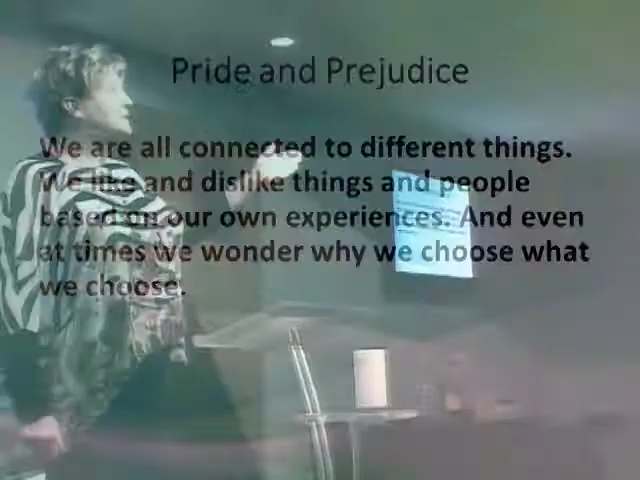 Pride and Prejudice
We are all connected to different things.
We like and dislike things and people
based on our own experiences. And even
at times we wonder why we choose what
we choose.